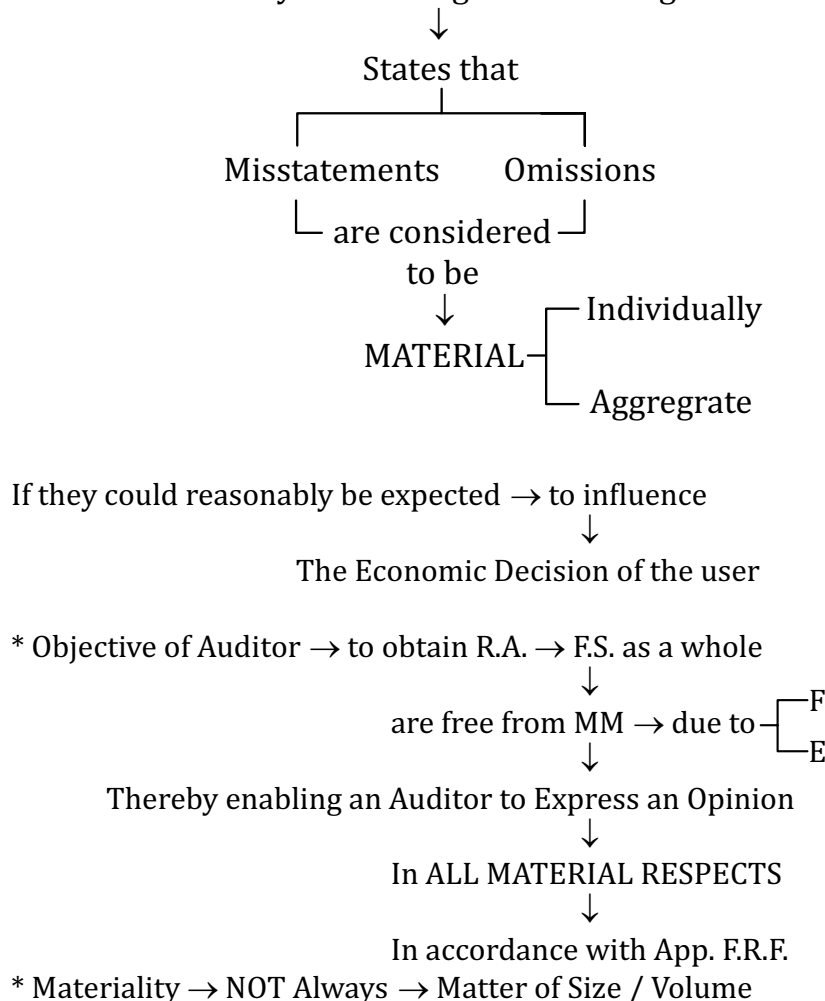 ↓
States that
Misstatements Omissions
are considered
to be
↓
Individually
MATERIAL
Aggregrate
If they could reasonably be expected → to influence
↓
The Economic Decision of the user
* Objective of Auditor → to obtain R.A. → F.S. as a whole
↓
F
are free from MM → due to
E
↓
Thereby enabling an Auditor to Express an Opinion
↓
In ALL MATERIAL RESPECTS
↓
In accordance with App. F.R.F.
* Materiality → NOT Always → Matter of Size / Volume